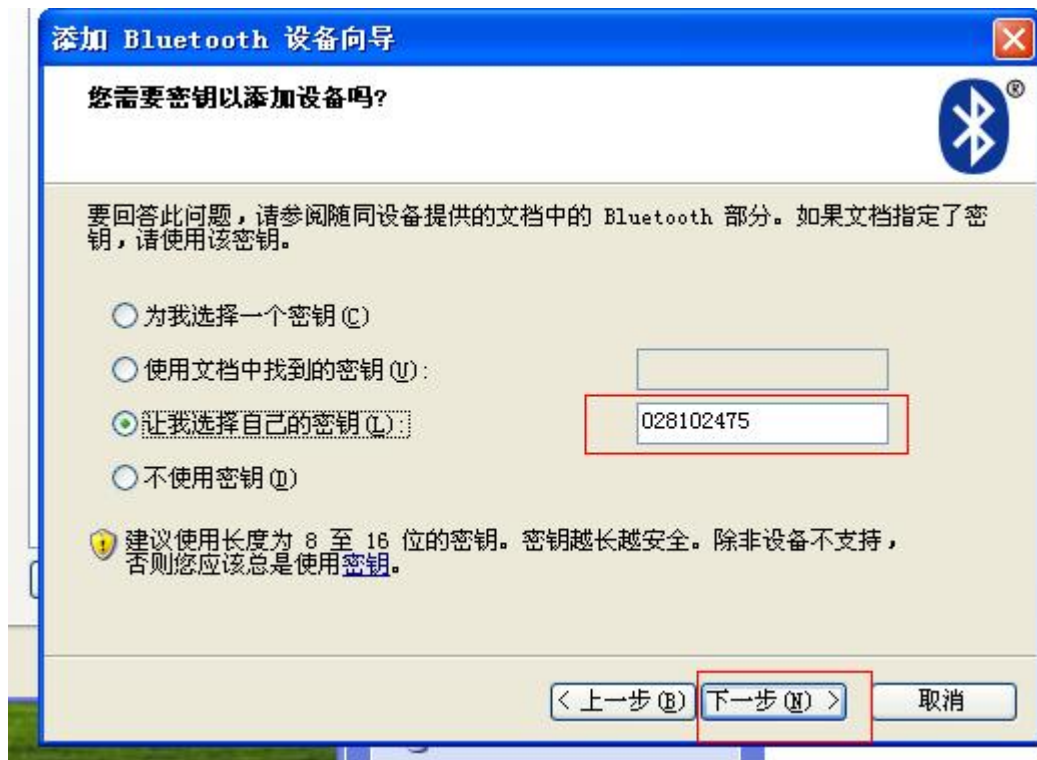 添加 Bluetooth 设备向导
您需要密钥以添加设备吗?
®
要回答此问题，请参阅随同设备提供的文档中的 Bluetooth 部分。如果文档指定了密
钥，请使用该密钥。
为我选择一个密钥(C)
使用文档中找到的密钥(U):
让我选择自己的密钥(L): 028102475
不使用密钥(D)
建议使用长度为 8 至 16 位的密钥。密钥越长越安全。除非设备不支持，
否则您应该总是使用密钥。
< 上一步(B) 下一步(N) > 取消